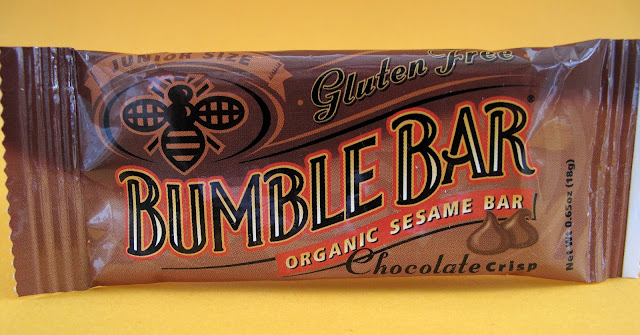 JUNIOR SIZE
Gluten Free
BUMBLE BAR®
ORGANIC SESAME BAR
Chocolate Crisp
Net Wt 0.65oz (18g)